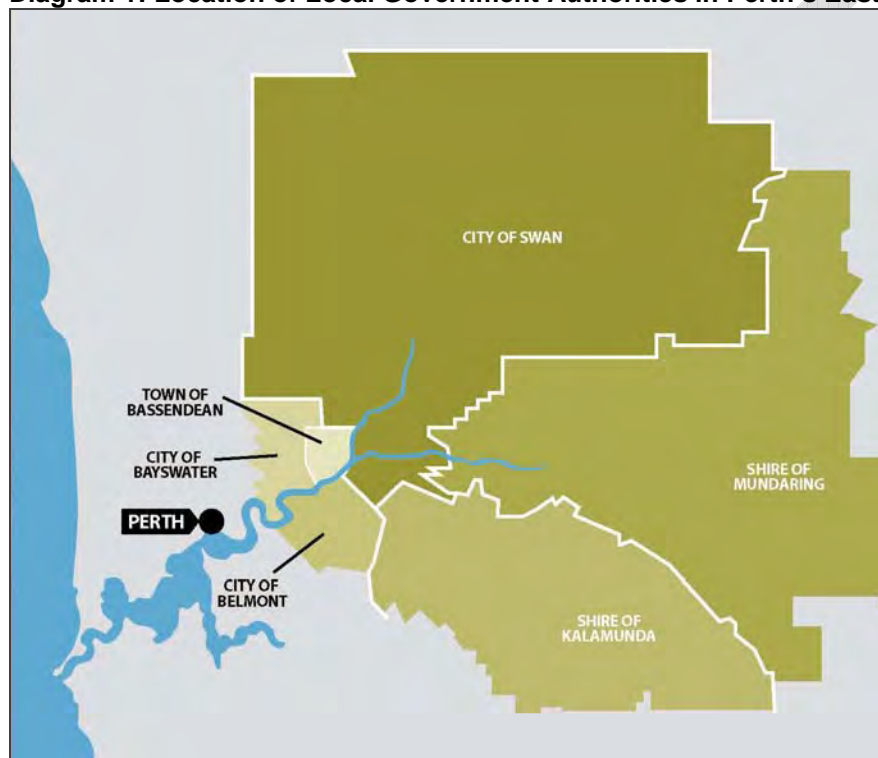 Diagram 1: Location of Local Government Authorities in Perth's East
CITY OF SWAN
TOWN OF
BASSENDEAN
CITY OF
BAYSWATER
PERTH
CITY OF
BELMONT
SHIRE OF
MUNDARING
SHIRE OF
KALAMUNDA